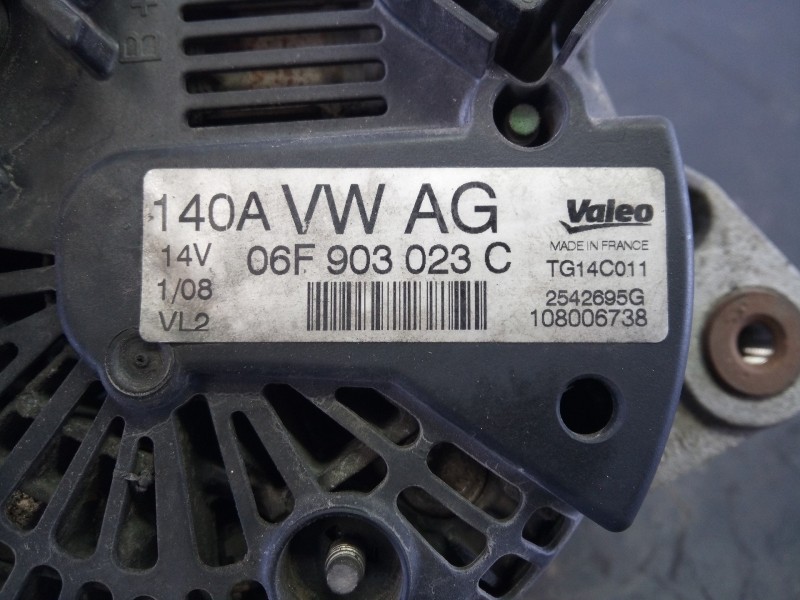 B+
140A VW AG
14V 06F 903 023 C
1/08
VL2
Valeo
MADE IN FRANCE
TG14C011
2542695G
108006738